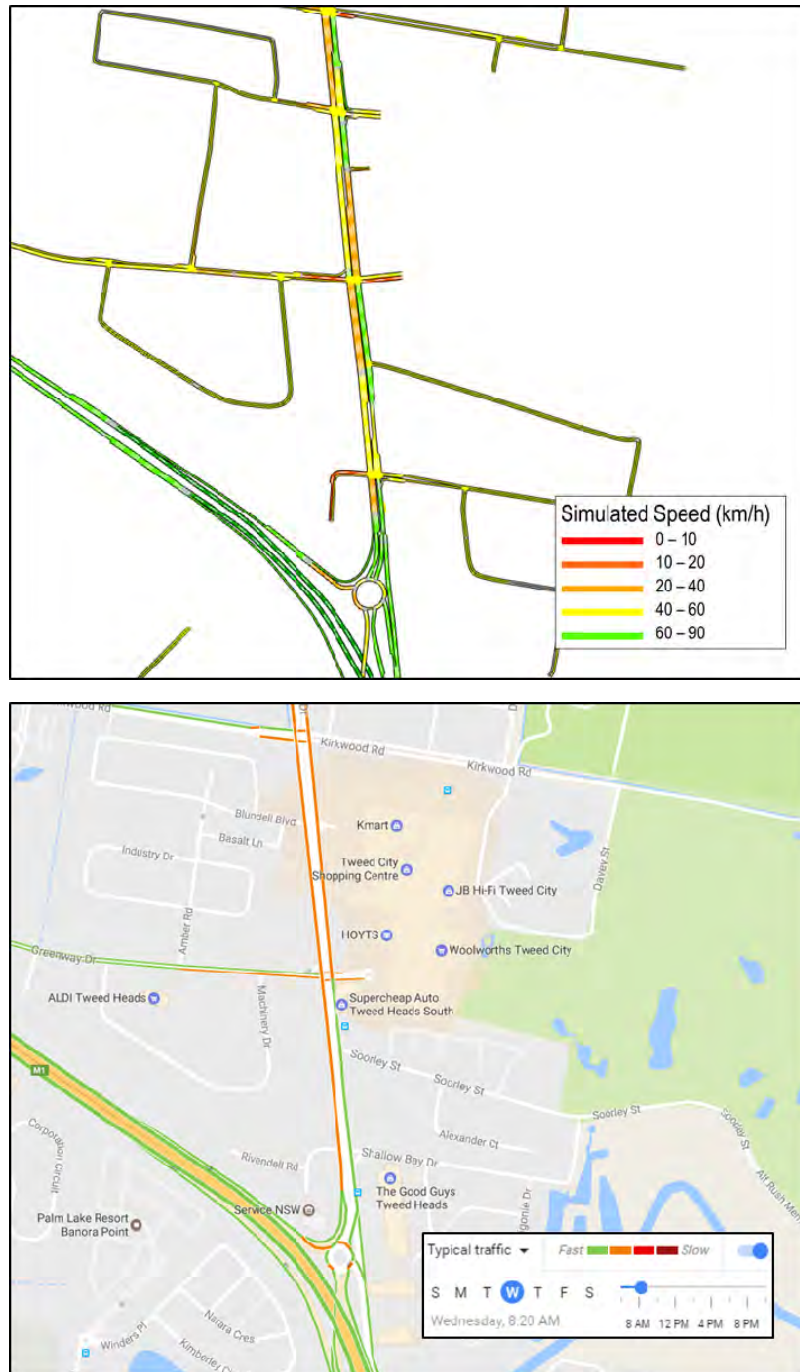 Simulated Speed (km/h)
0 – 10
10 – 20
20 – 40
40 – 60
60 – 90
Kirkwood Rd
Kirkwood Rd
Blundell Blvd
Basalt Ln
Industry Dr
Kmart
Tweed City
Shopping Centre
JB Hi-Fi Tweed City
Davey St
Amber Rd
HOYTS
Woolworths Tweed City
Greenway Dr
ALDI Tweed Heads
Machinery Dr
Supercheap Auto
Tweed Heads South
M1
Soorley St
Soorley St
Soorley St
Soorley St
Alexander Ct
Corporation Circuit
Rivendell Rd
Shallow Bay Dr
The Good Guys
Tweed Heads
Service NSW
Palm Lake Resort
Banora Point
Winders Pl
Naiara Cres
Typical traffic
Fast
Slow
S M T W T F S
Wednesday, 8:20 AM
8 AM 12 PM 4 PM 8 PM